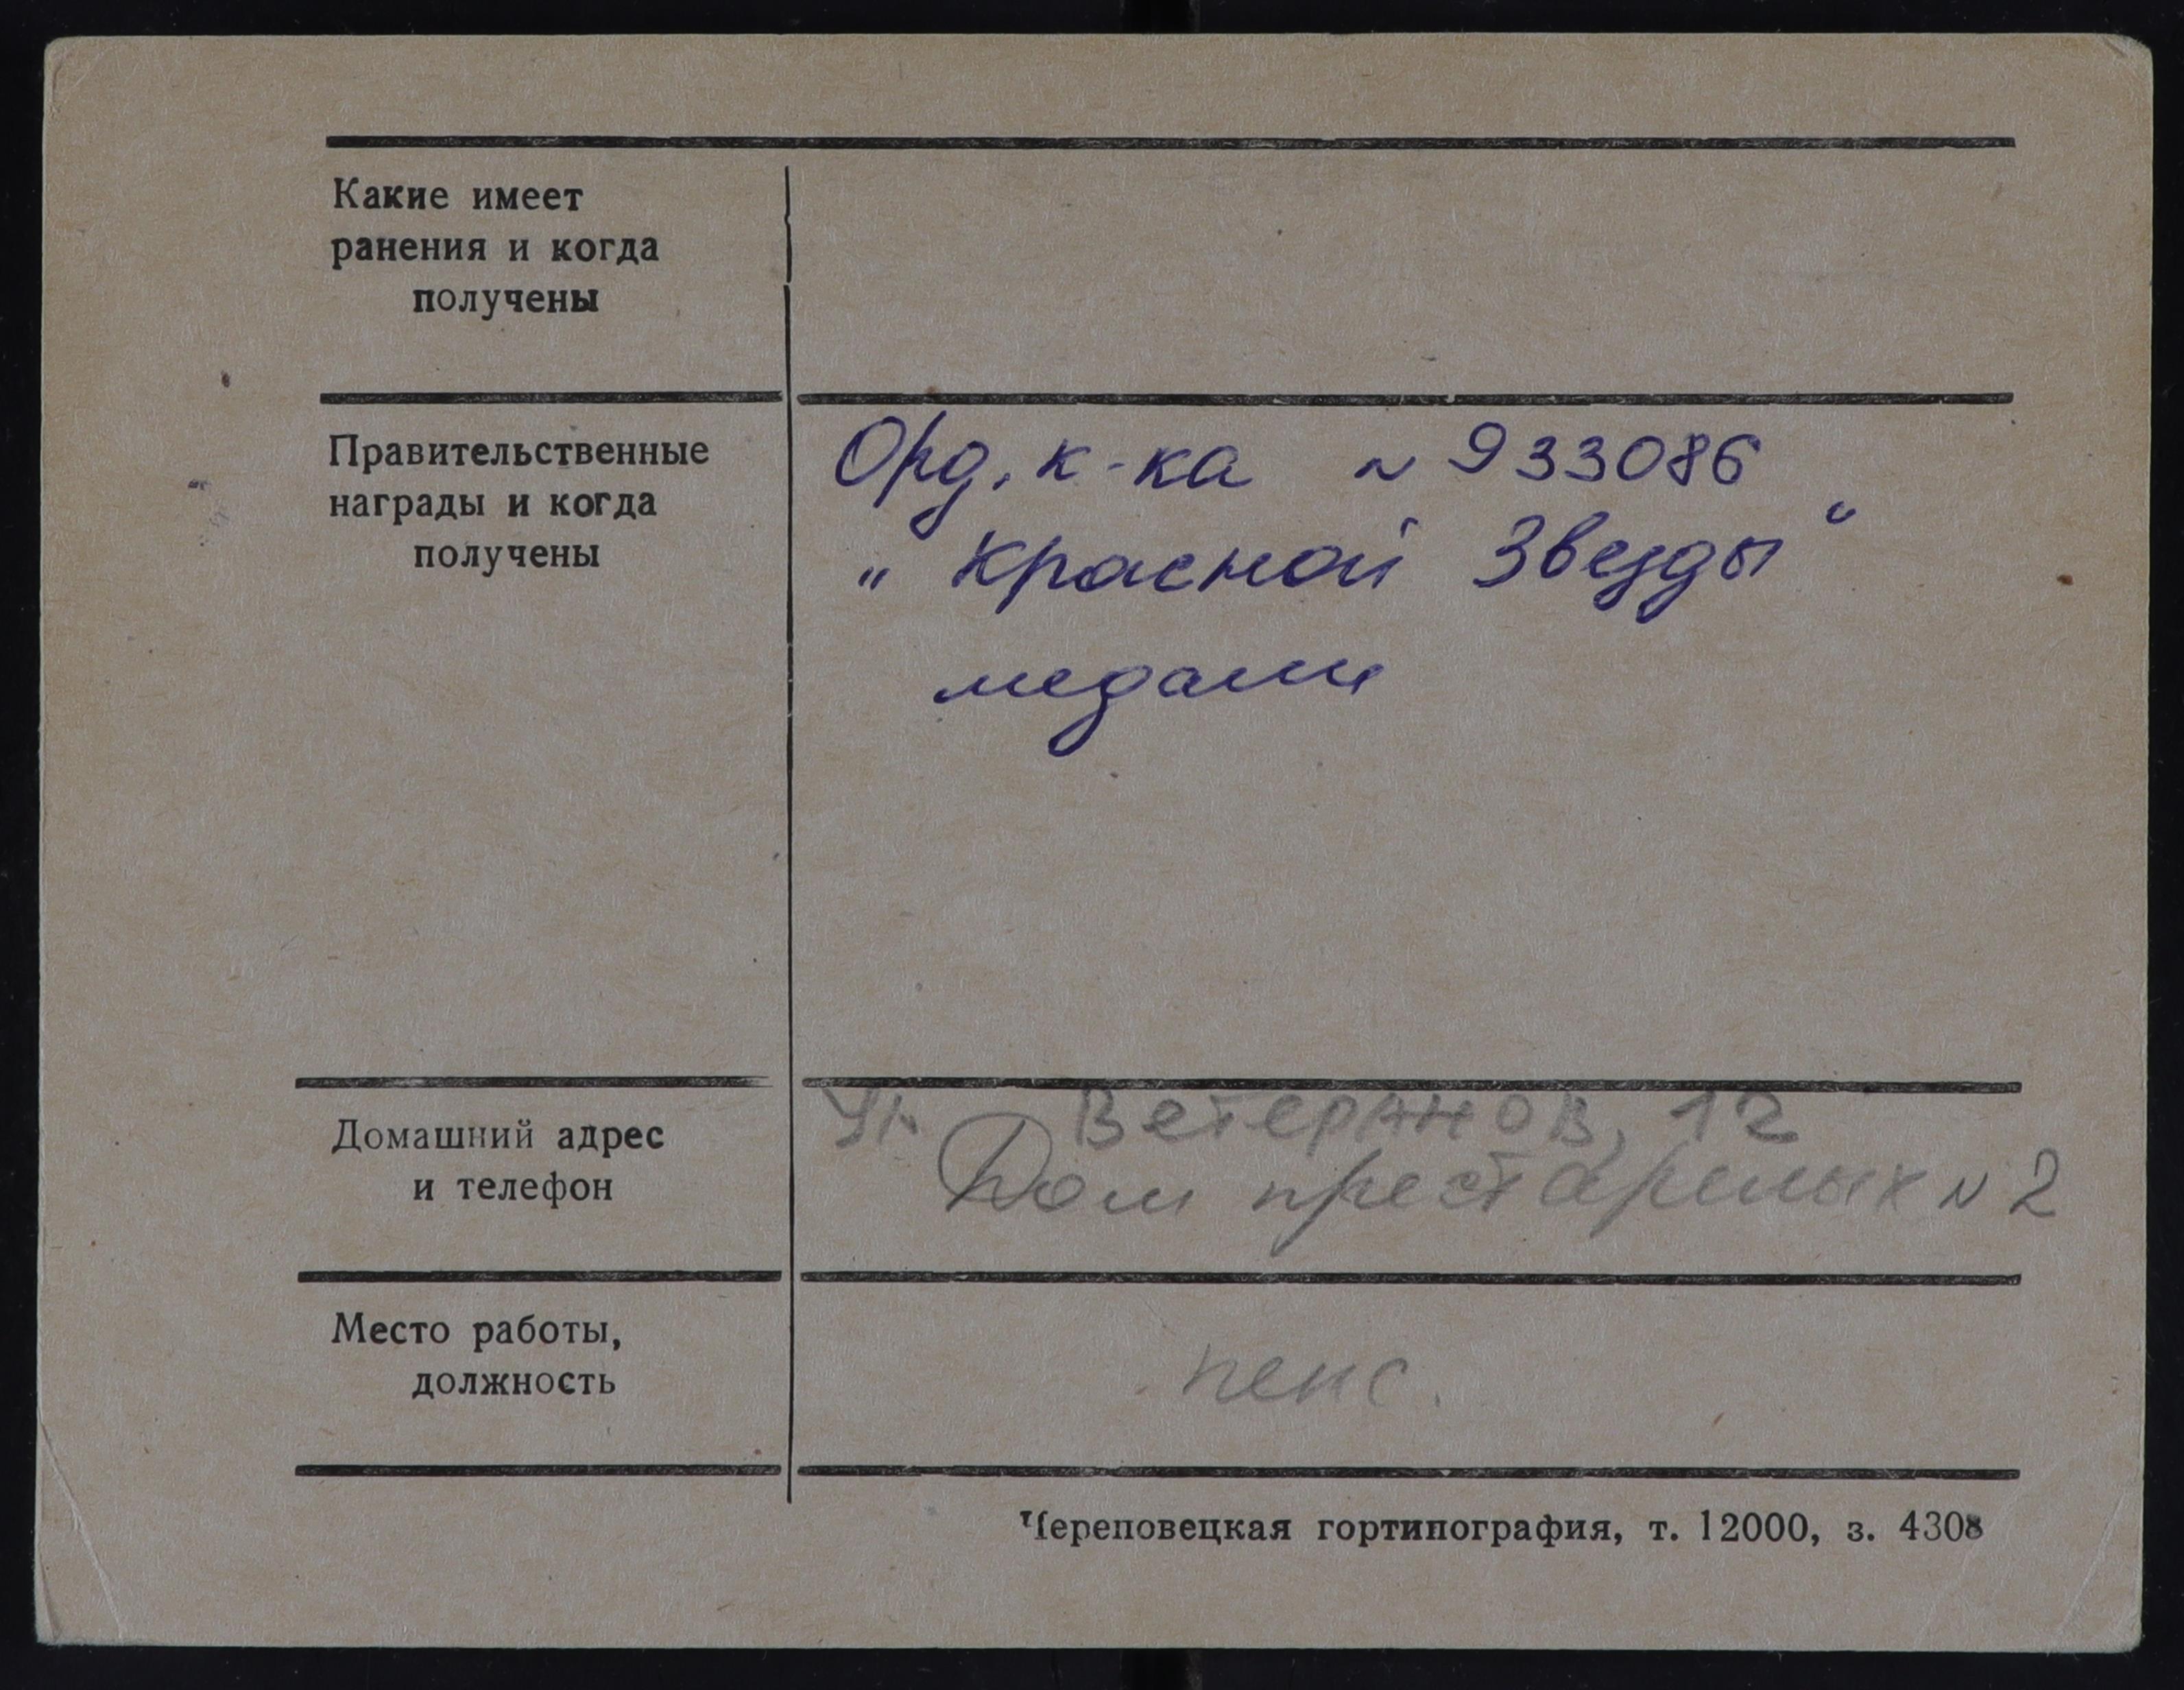 Какие имеет
ранения и когда
получены
Правительственные
награды и когда
получены
Орд. к-ка № 933086
„ Красной Звезды “
медали
Домашний адрес
и телефон
Ул Ветеранов, 12
Дом престарелых № 2
Место работы,
должность
пенс.
Череповецкая гортипография, т. 12000, з. 4308